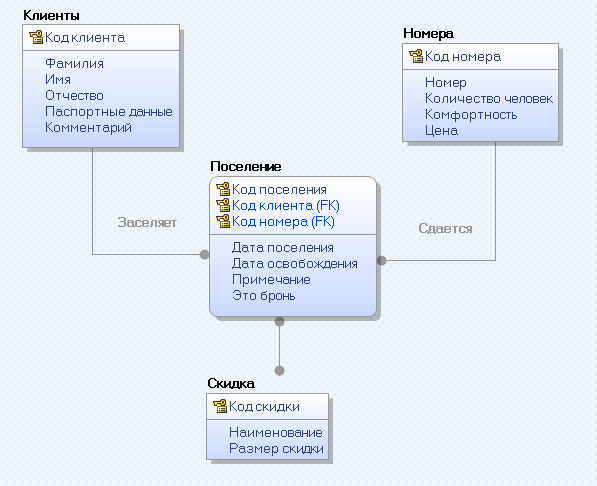 Клиенты
Код клиента
Фамилия
Имя
Отчество
Паспортные данные
Комментарий
Номера
Код номера
Номер
Количество человек
Комфортность
Цена
Заселяет
Сдается
Поселение
Код поселения
Код клиента (FK)
Код номера (FK)
Дата поселения
Дата освобождения
Примечание
Это бронь
Скидка
Код скидки
Наименование
Размер скидки